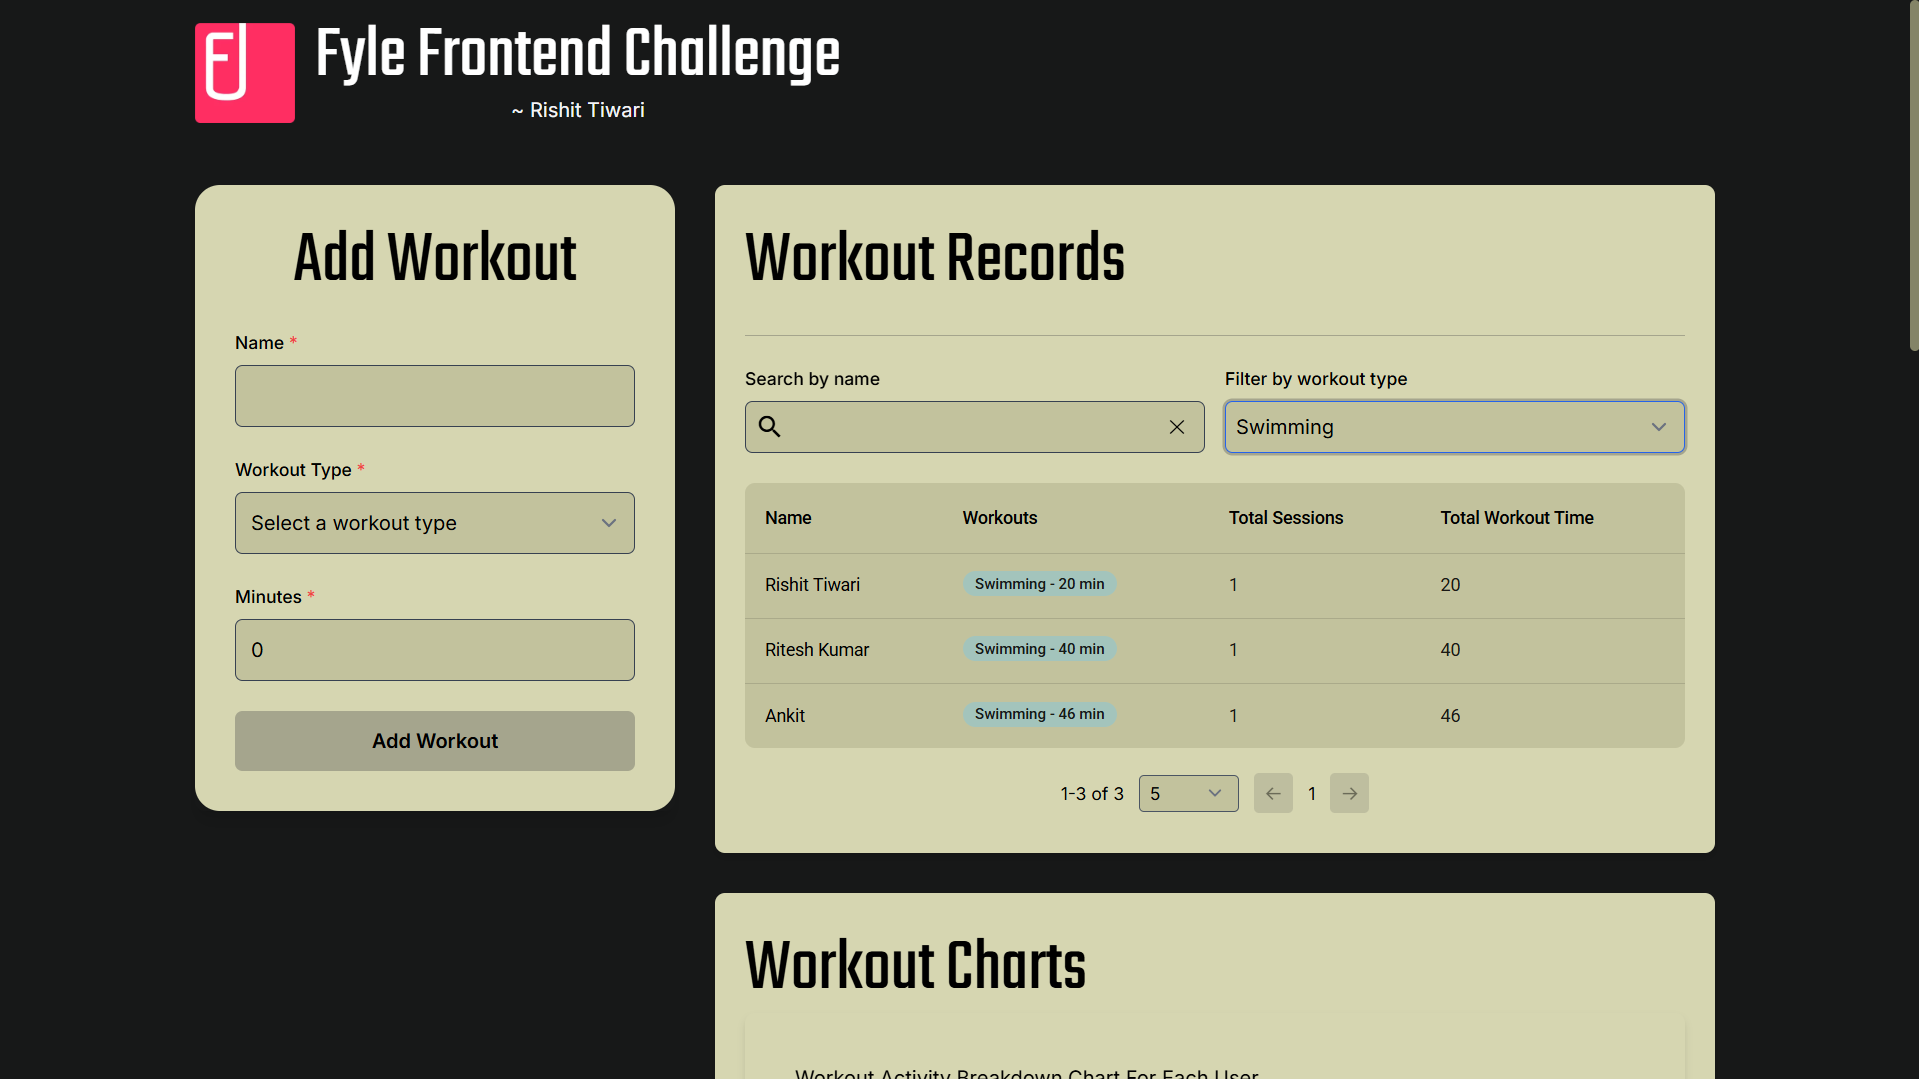 Fyle Frontend Challenge
~ Rishit Tiwari
Add Workout
Name *
Workout Type *
Select a workout type
Minutes *
0
Add Workout
Workout Records
Search by name
Filter by workout type
Swimming
Name Workouts Total Sessions Total Workout Time
Rishit Tiwari Swimming - 20 min 1 20
Ritesh Kumar Swimming - 40 min 1 40
Ankit Swimming - 46 min 1 46
1-3 of 3 5 1
Workout Charts
Workout Activity Breakdown Chart For Each User